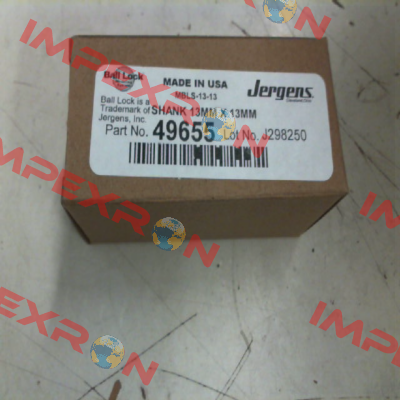 Ball Lock
MADE IN USA
Jergens
MBLS-13-13
Ball Lock is a
Trademark of
Jergens, Inc.
SHANK 13MM X 13MM
Part No. 49655 Lot No. J298250
IMPEXRON
IMPEXRON
IMPEXRON